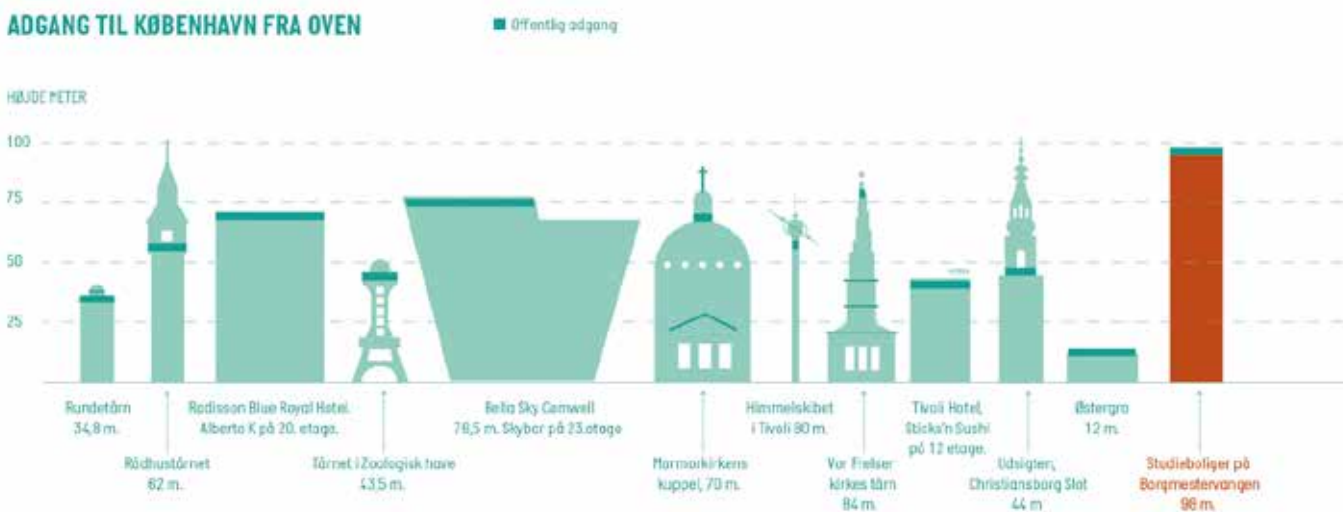 ADGANG TIL KØBENHAVN FRA OVEN
Offentlig adgang
HØJDE METER
100
75
50
25
Rundetårn
34,8 m.
Rådhustårnet
62 m.
Radisson Blue Royal Hotel.
Alberto K på 20. etage.
Tårnet i Zoologisk have
43,5 m.
Bella Sky Comwell
76,5 m. Skybar på 23.etage
Marmorkirkens
kuppel, 70 m.
Himmelskibet
i Tivoli 80 m.
Vor Frelser
kirkes tårn
84 m.
Tivoli Hotel,
Sticks'n Sushi
på 12 etage.
Udsigten,
Christiansborg Slot
44 m
Østergro
12 m.
Studieboliger på
Borgmestervangen
98 m.